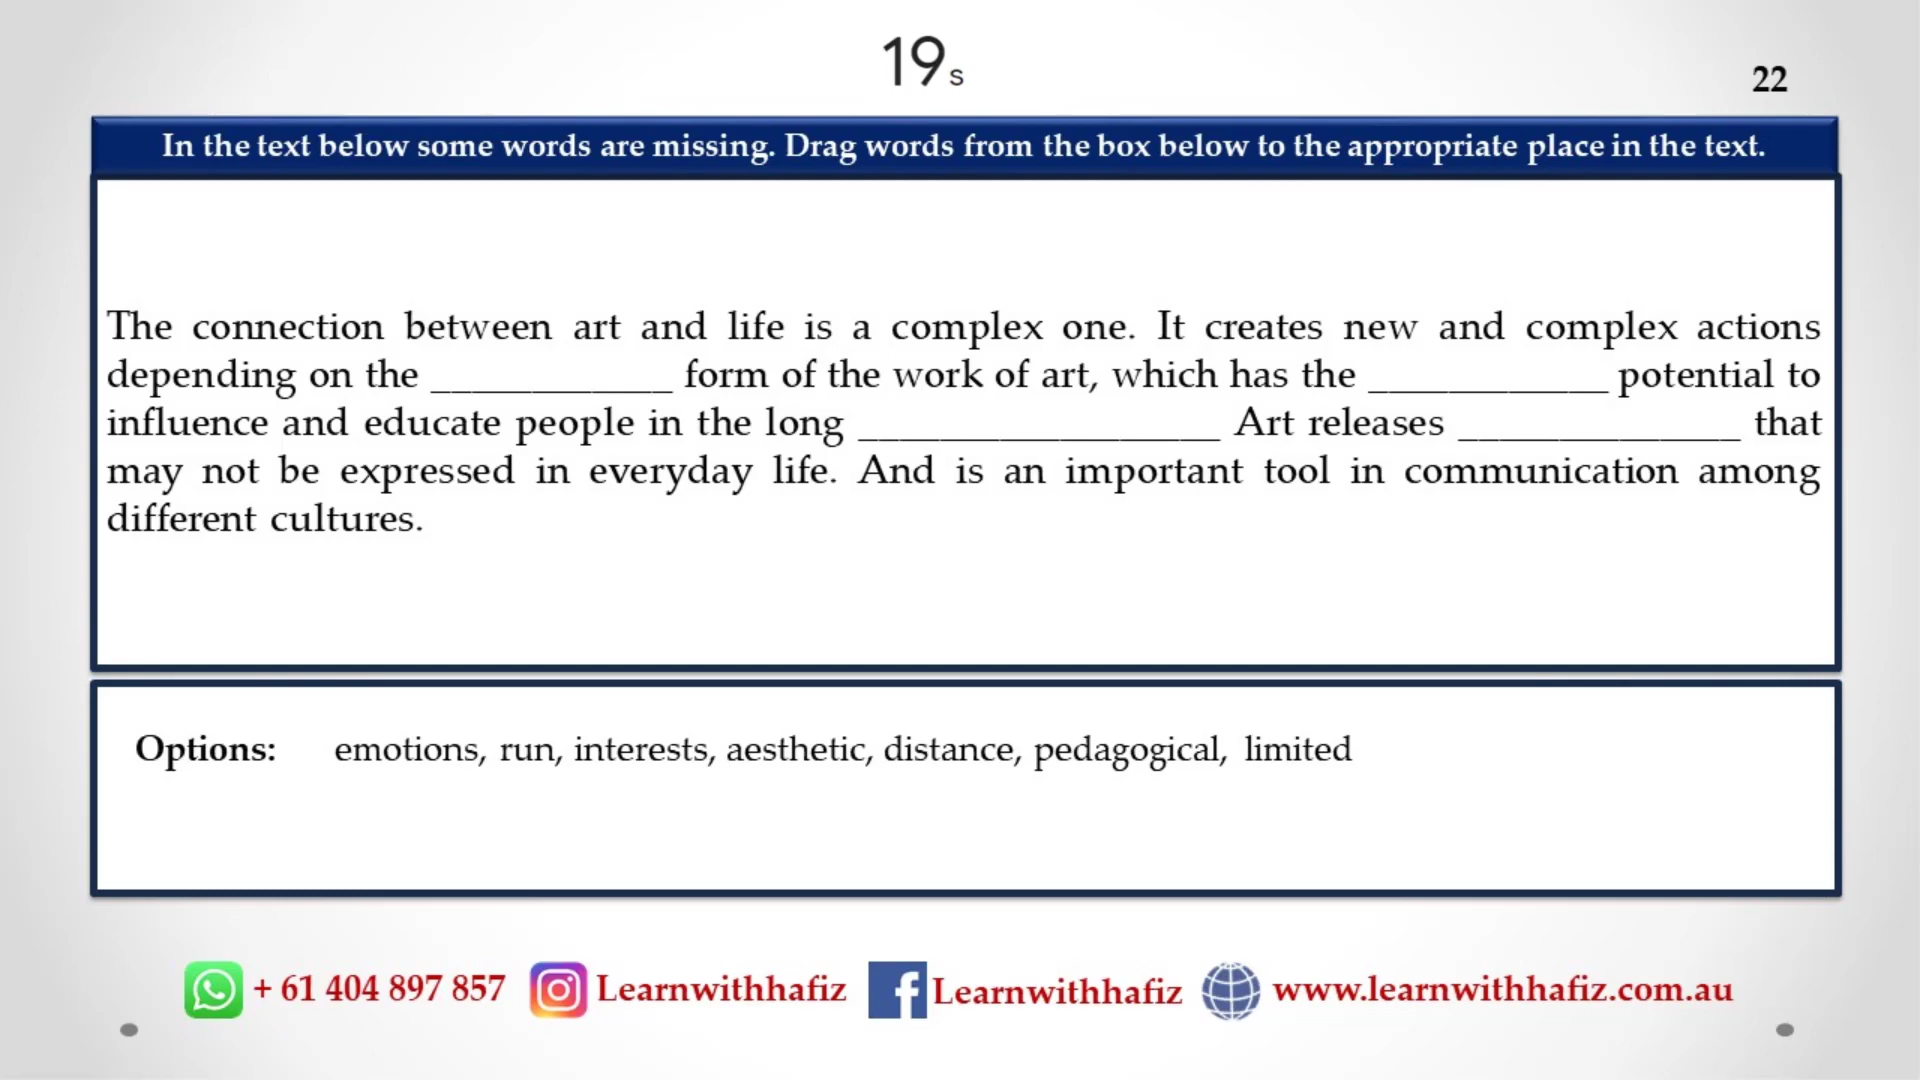 19s
22
In the text below some words are missing. Drag words from the box below to the appropriate place in the text.
The connection between art and life is a complex one. It creates new and complex actions
depending on the ____________ form of the work of art, which has the ____________ potential to
influence and educate people in the long __________________ Art releases ______________ that
may not be expressed in everyday life. And is an important tool in communication among
different cultures.
Options: emotions, run, interests, aesthetic, distance, pedagogical, limited
+ 61 404 897 857 Learnwithhafiz Learnwithhafiz www.learnwithhafiz.com.au